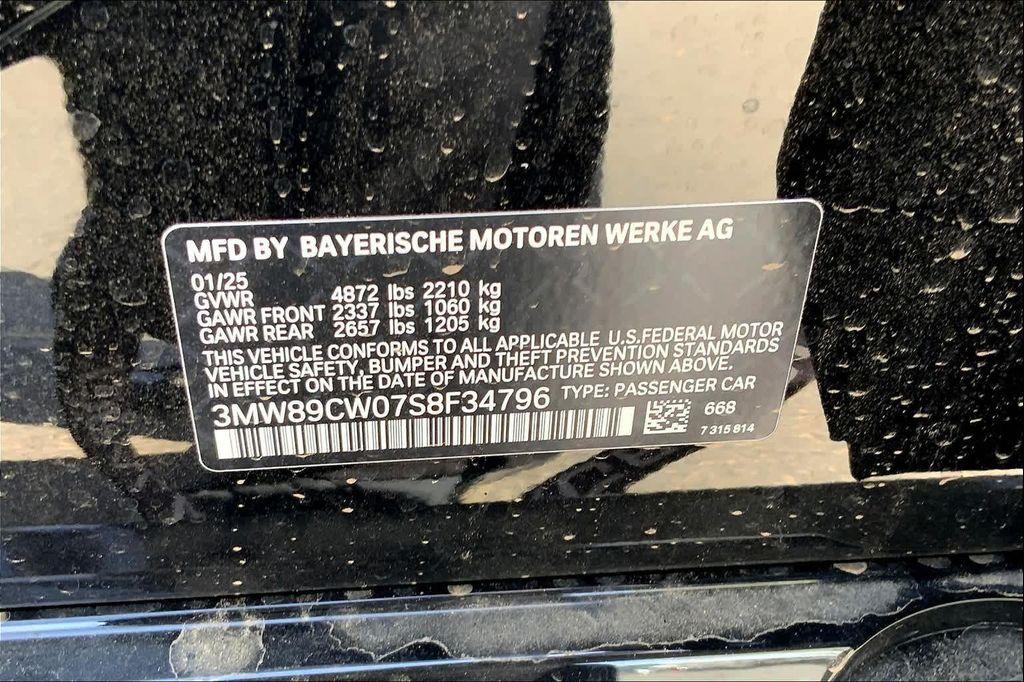 MFD BY BAYERISCHE MOTOREN WERKE AG
01/25
GVWR 4872 lbs 2210 kg
GAWR FRONT 2337 lbs 1060 kg
GAWR REAR 2657 lbs 1205 kg
THIS VEHICLE CONFORMS TO ALL APPLICABLE U.S.FEDERAL MOTOR
VEHICLE SAFETY, BUMPER AND THEFT PREVENTION STANDARDS
IN EFFECT ON THE DATE OF MANUFACTURE SHOWN ABOVE.
3MW89CW07S8F34796 TYPE: PASSENGER CAR
668
7 315 814